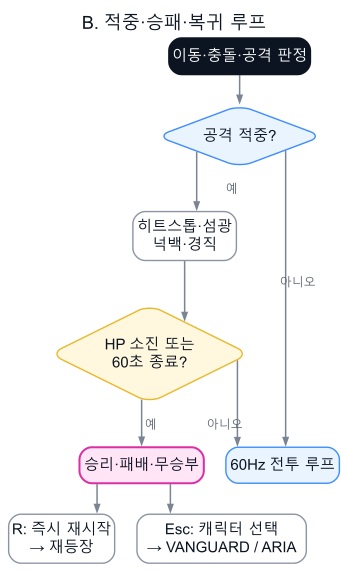 B. 적중·승패·복귀 루프
이동·충돌·공격 판정
공격 적중?
예
히트스톱·섬광
넉백·경직
아니오
HP 소진 또는
60초 종료?
예
아니오
승리·패배·무승부
60Hz 전투 루프
R: 즉시 재시작
→ 재등장
Esc: 캐릭터 선택
→ VANGUARD / ARIA